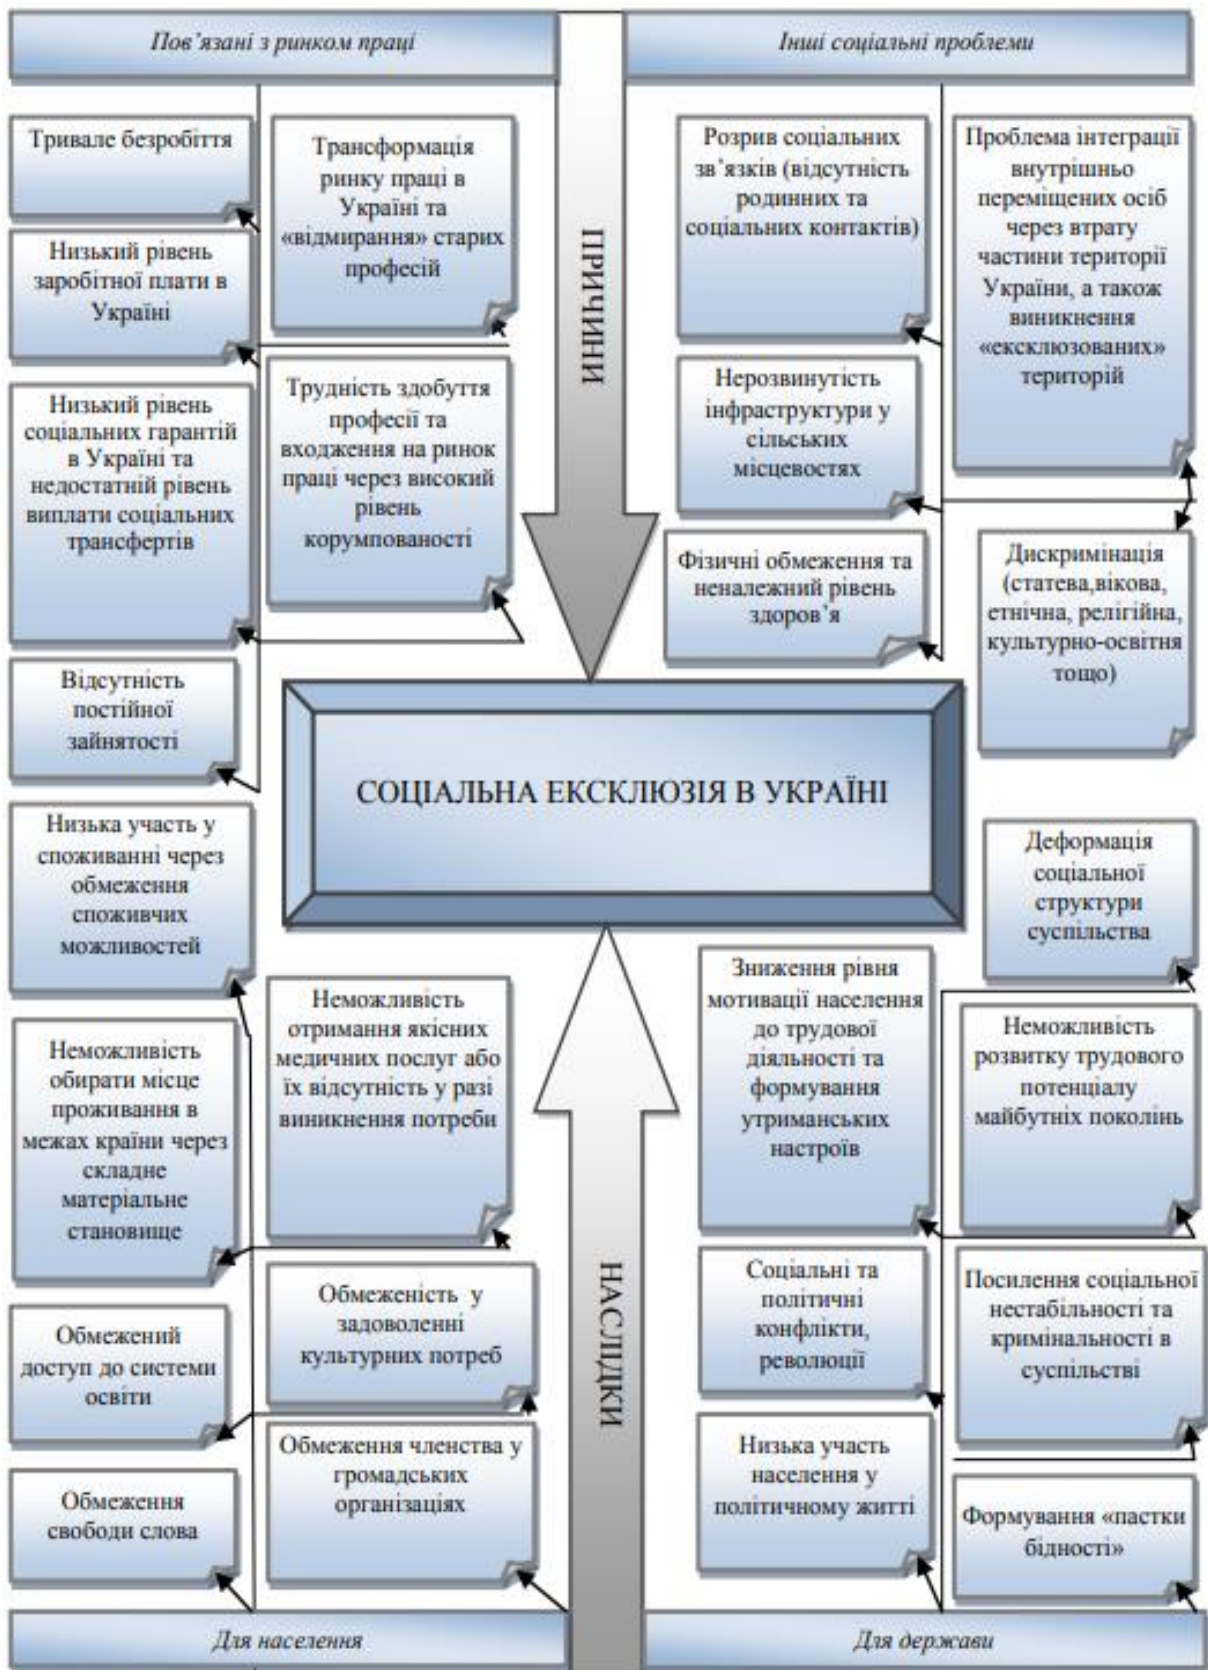 Пов’язані з ринком праці
Інші соціальні проблеми
Тривале безробіття
Трансформація
ринку праці в
Україні та
«відмирання» старих
професій
Низький рівень
заробітної плати в
Україні
Низький рівень
соціальних гарантій
в Україні та
недостатній рівень
виплати соціальних
трансфертів
Трудність здобуття
професії та
входження на ринок
праці через високий
рівень
корумпованості
Відсутність
постійної
зайнятості
ПРИЧИНИ
Розрив соціальних
зв’язків (відсутність
родинних та
соціальних контактів)
Проблема інтеграції
внутрішньо
переміщених осіб
через втрату
частини території
України, а також
виникнення
«ексклюзованих»
територій
Нерозвинутість
інфраструктури у
сільських
місцевостях
Фізичні обмеження та
неналежний рівень
здоров’я
Дискримінація
(статева,вікова,
етнічна, релігійна,
культурно-освітня
тощо)
СОЦІАЛЬНА ЕКСКЛЮЗІЯ В УКРАЇНІ
Низька участь у
споживанні через
обмеження
споживчих
можливостей
Неможливість
отримання якісних
медичних послуг або
їх відсутність у разі
виникнення потреби
Неможливість
обирати місце
проживання в
межах країни через
складне
матеріальне
становище
Обмеженість у
задоволенні
культурних потреб
Обмежений
доступ до системи
освіти
Обмеження членства у
громадських
організаціях
Обмеження
свободи слова
НАСЛІДКИ
Деформація
соціальної
структури
суспільства
Зниження рівня
мотивації населення
до трудової
діяльності та
формування
утриманських
настроїв
Неможливість
розвитку трудового
потенціалу
майбутніх поколінь
Соціальні та
політичні
конфлікти,
революції
Посилення соціальної
нестабільності та
кримінальності в
суспільстві
Низька участь
населення у
політичному житті
Формування «пастки
бідності»
Для населення
Для держави